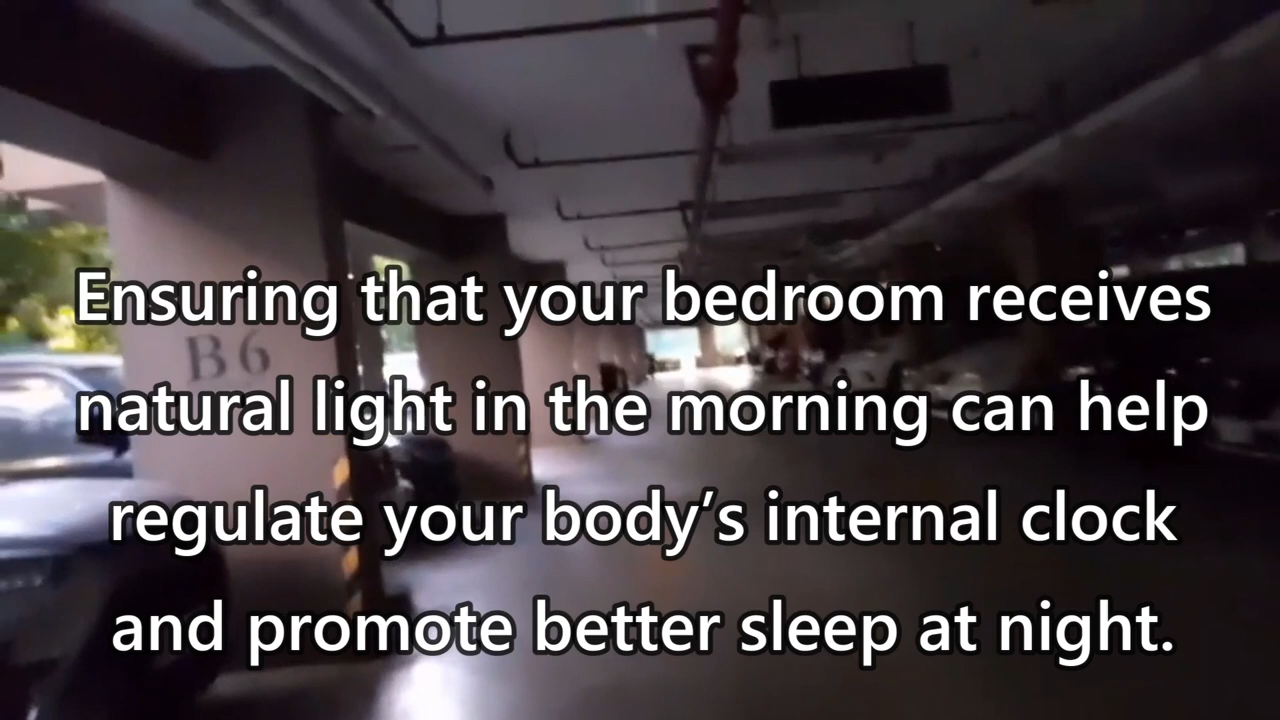 Ensuring that your bedroom receives
B6
natural light in the morning can help
regulate your body’s internal clock
and promote better sleep at night.